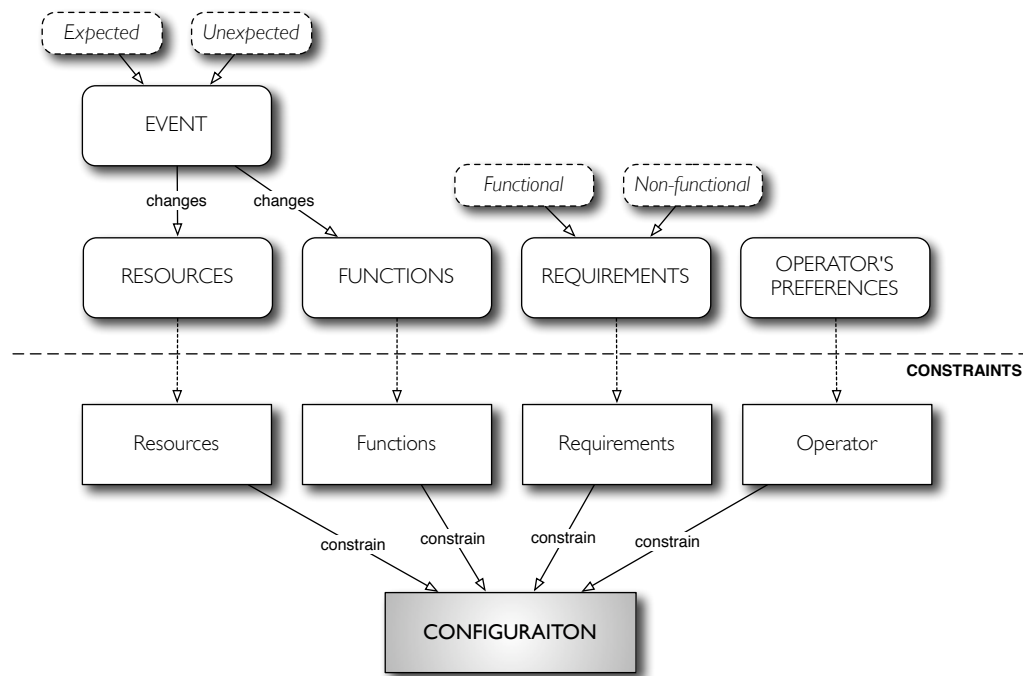 Expected
Unexpected
EVENT
changes
changes
Functional
Non-functional
RESOURCES
FUNCTIONS
REQUIREMENTS
OPERATOR'S
PREFERENCES
CONSTRAINTS
Resources
Functions
Requirements
Operator
constrain
constrain
constrain
constrain
CONFIGURAITON